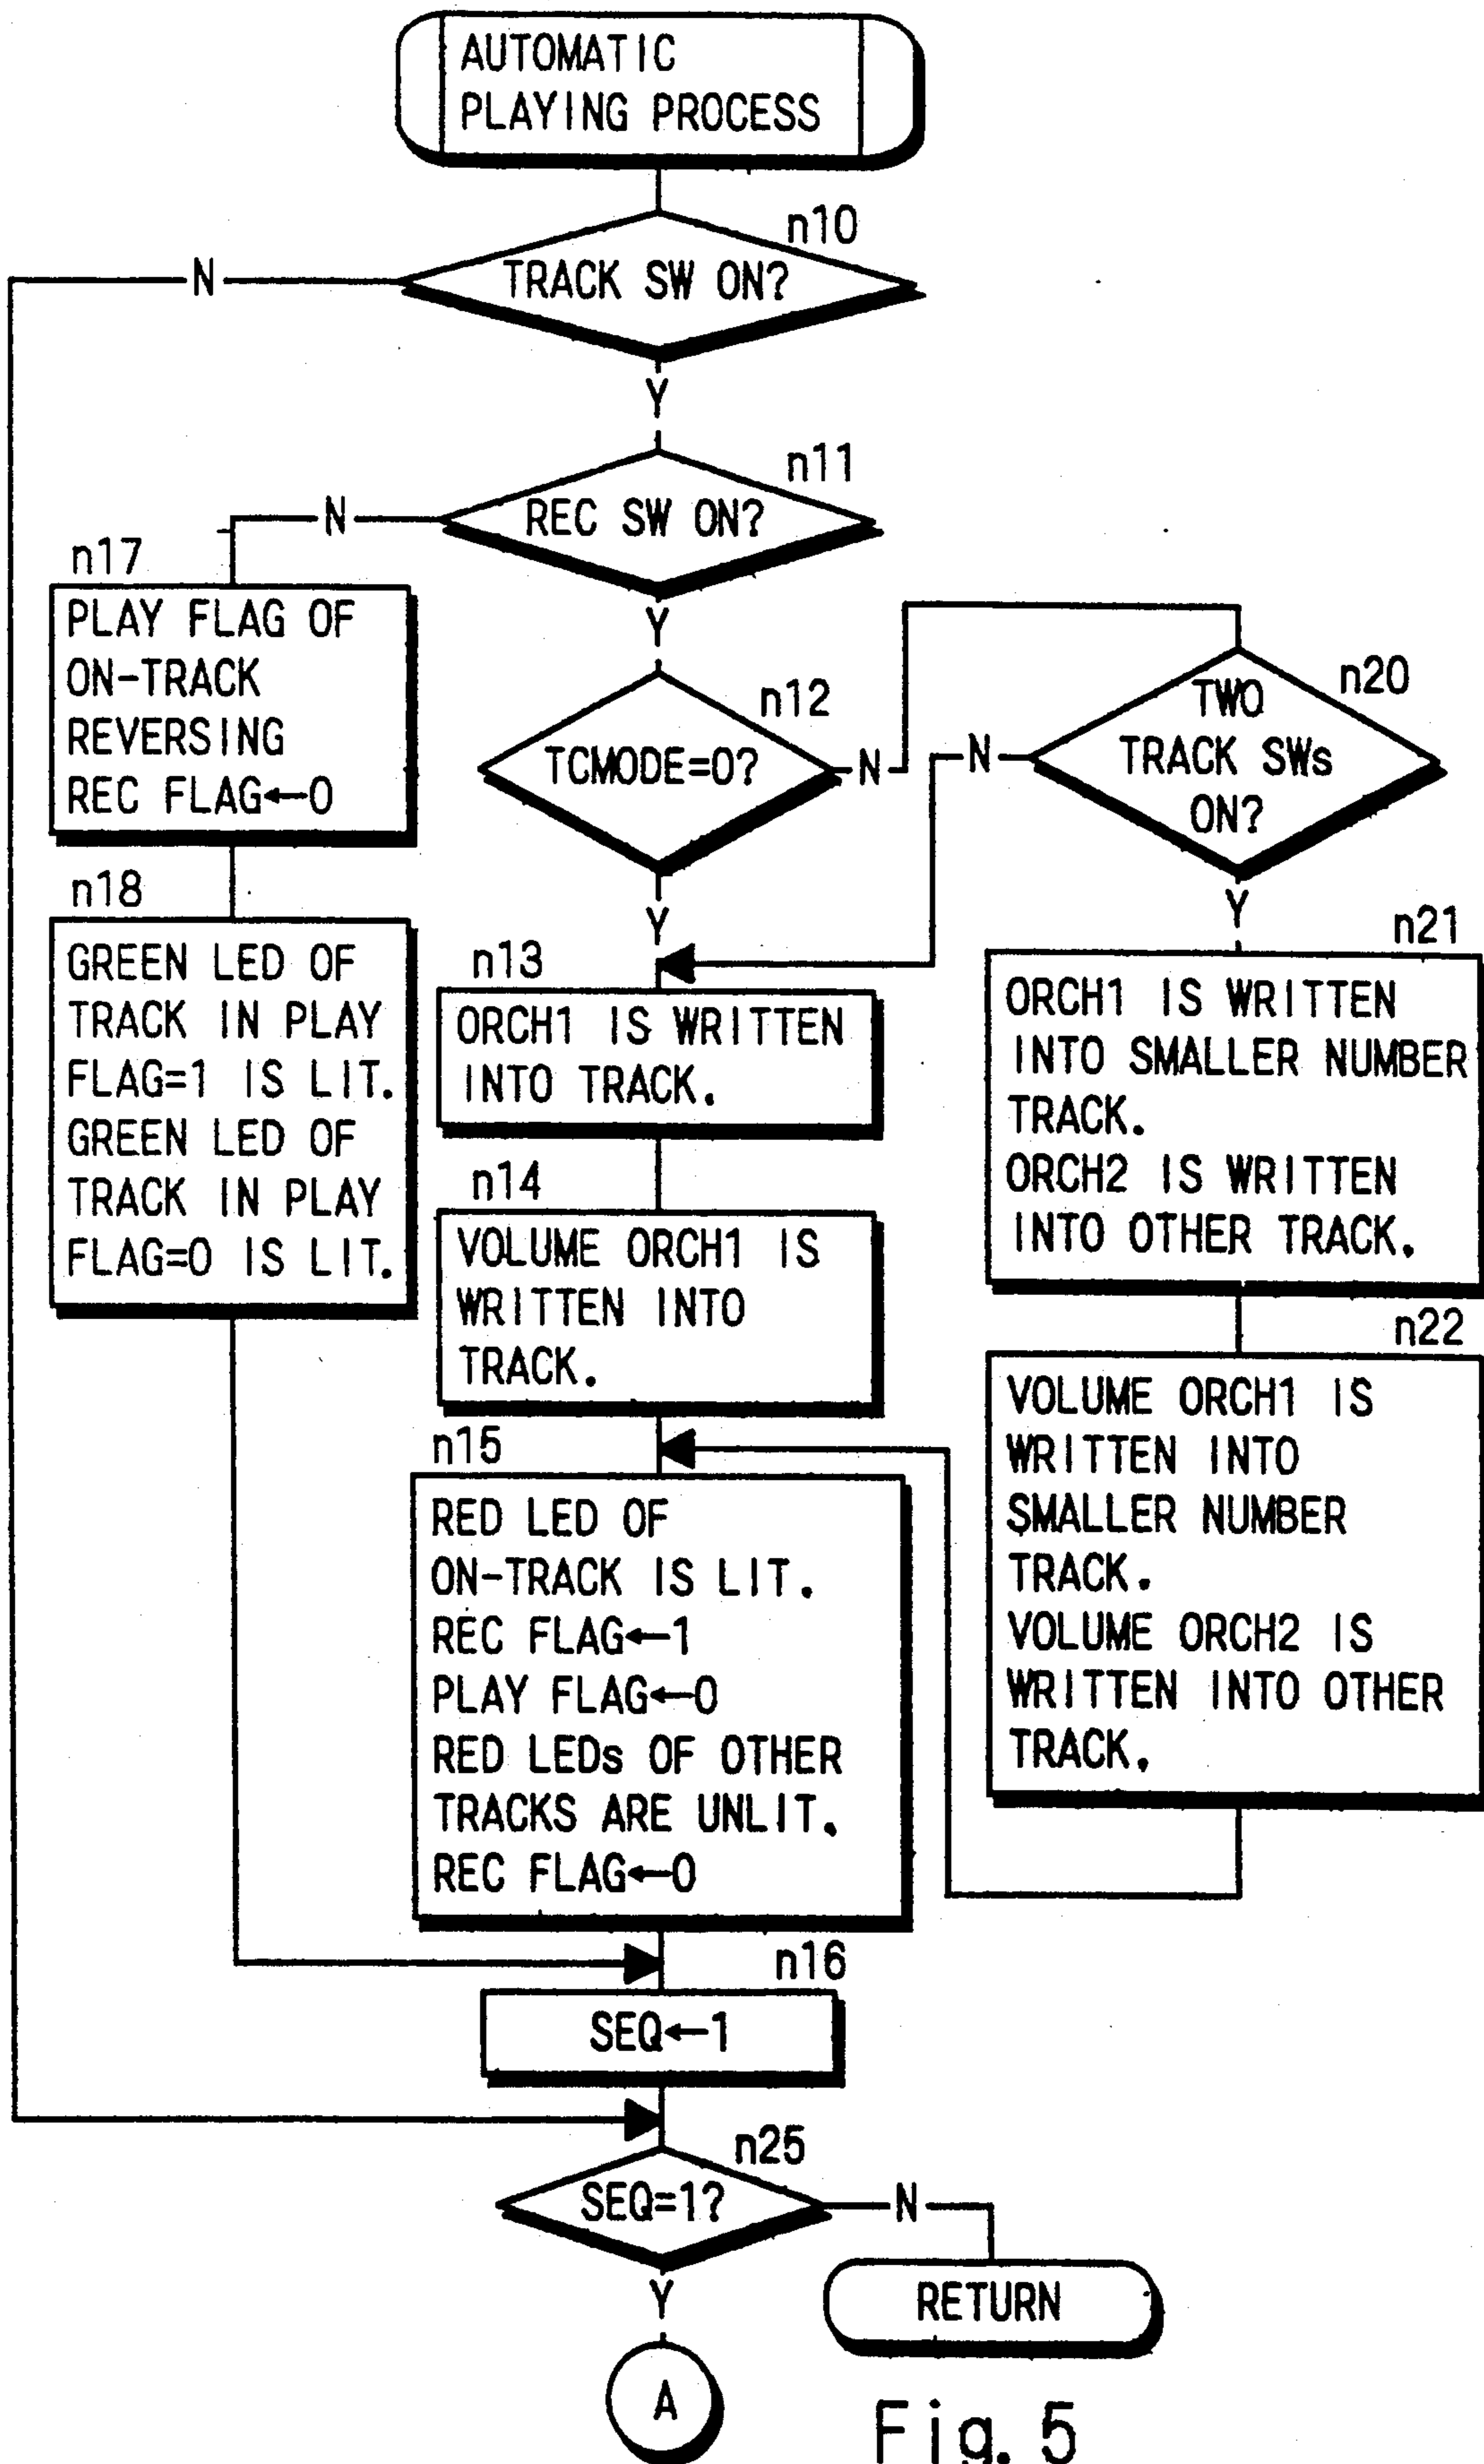 AUTOMATIC
PLAYING PROCESS
n10
TRACK SW ON?
N
Y
n11
REC SW ON?
N
Y
n17
PLAY FLAG OF
ON-TRACK
REVERSING
REC FLAG←0
n12
TCMODE=0?
N
Y
n20
TWO
TRACK SWs
ON?
N
Y
n18
GREEN LED OF
TRACK IN PLAY
FLAG=1 IS LIT.
GREEN LED OF
TRACK IN PLAY
FLAG=0 IS LIT.
n13
ORCH1 IS WRITTEN
INTO TRACK.
n21
ORCH1 IS WRITTEN
INTO SMALLER NUMBER
TRACK.
ORCH2 IS WRITTEN
INTO OTHER TRACK.
n14
VOLUME ORCH1 IS
WRITTEN INTO
TRACK.
n22
VOLUME ORCH1 IS
WRITTEN INTO
SMALLER NUMBER
TRACK.
VOLUME ORCH2 IS
WRITTEN INTO OTHER
TRACK.
n15
RED LED OF
ON-TRACK IS LIT.
REC FLAG←1
PLAY FLAG←0
RED LEDs OF OTHER
TRACKS ARE UNLIT.
REC FLAG←0
n16
SEQ←1
n25
SEQ=1?
N
Y
RETURN
A
Fig. 5